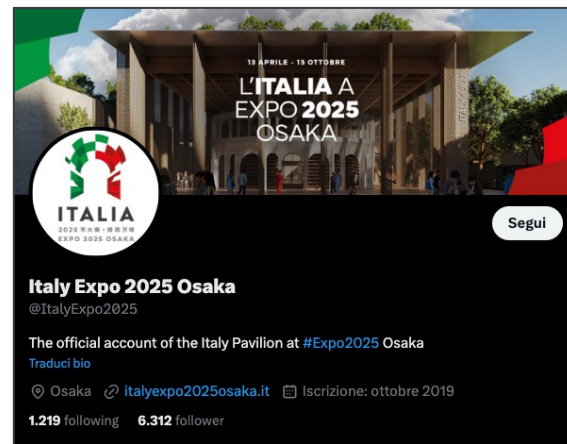 13 APRILE - 13 OTTOBRE
L'ITALIA A
EXPO 2025
OSAKA
ITALIA
EXPO 2025 OSAKA
Segui
Italy Expo 2025 Osaka
@ItalyExpo2025
The official account of the Italy Pavilion at #Expo2025 Osaka
Traduci bio
Osaka italyexpo2025osaka.it Iscrizione: ottobre 2019
1.219 following 6.312 follower